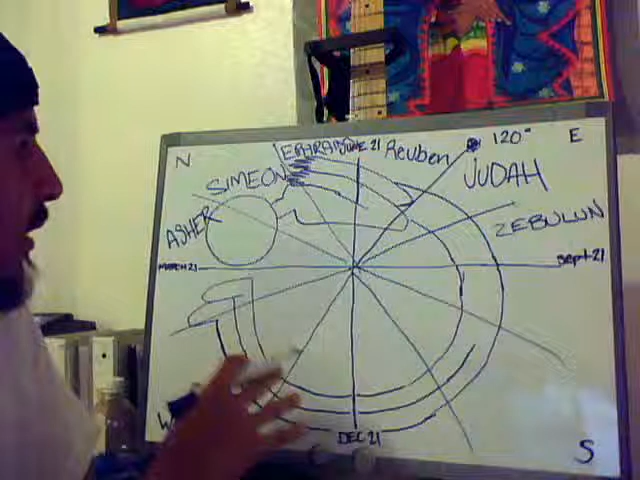 N
EPHRAIM
JUNE 21
Reuben
120°
E
SIMEON
JUDAH
ASHER
ZEBULUN
MARCH 21
Sept 21
W
DEC 21
S